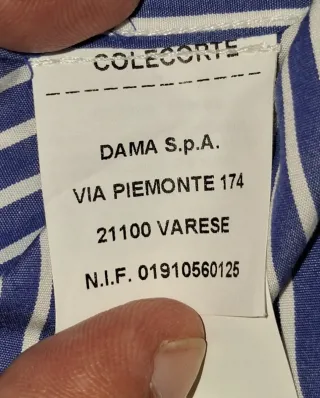 COLECORTE
DAMA S.p.A.
VIA PIEMONTE 174
21100 VARESE
N.I.F. 01910560125